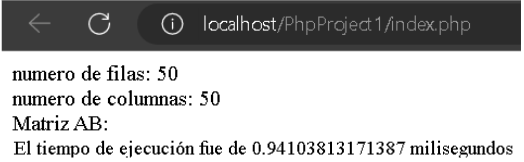 localhost/PhpProject1/index.php
numero de filas: 50
numero de columnas: 50
Matriz AB:
El tiempo de ejecución fue de 0.94103813171387 milisegundos